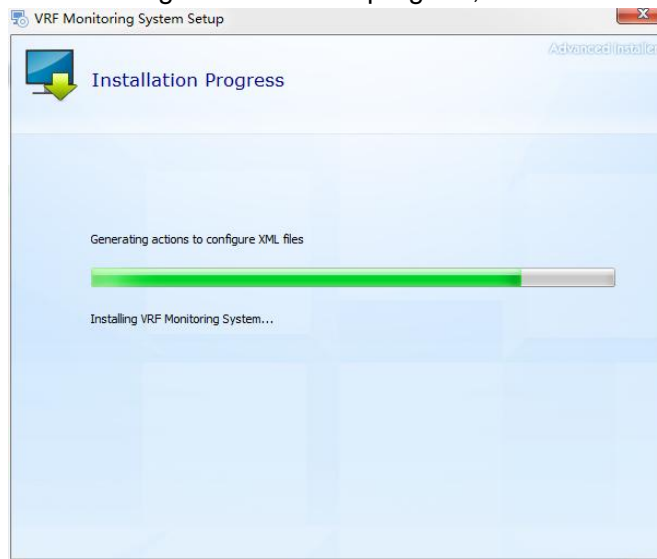 VRF Monitoring System Setup
Advanced Installer
Installation Progress
Generating actions to configure XML files
Installing VRF Monitoring System...